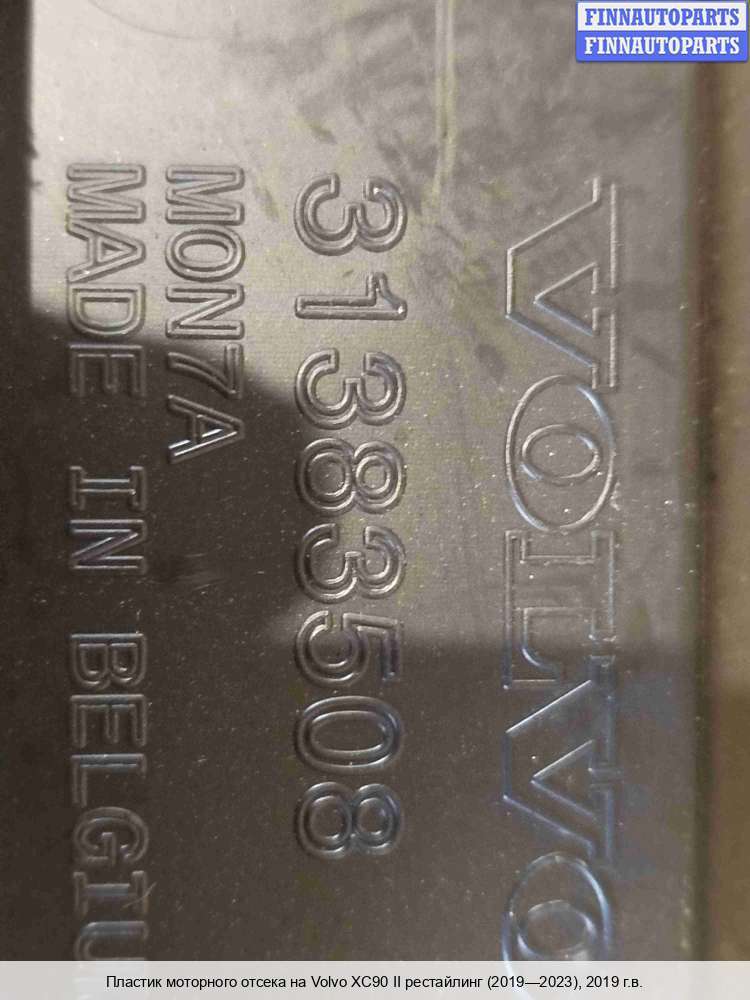 FINNAUTOPARTS
FINNAUTOPARTS
VOLVO
31383508
MON7A
MADE IN BELGIU
Пластик моторного отсека на Volvo XC90 II рестайлинг (2019—2023), 2019 г.в.